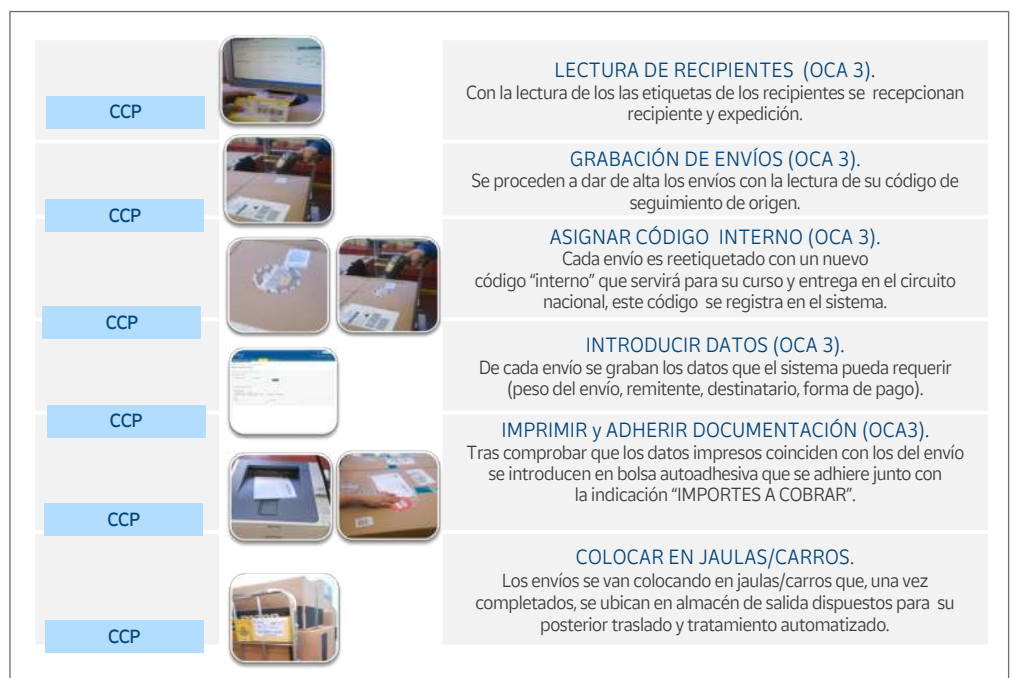 CCP
LECTURA DE RECIPIENTES (OCA 3).
Con la lectura de los las etiquetas de los recipientes se recepcionan
recipiente y expedición.
CCP
GRABACIÓN DE ENVÍOS (OCA 3).
Se proceden a dar de alta los envíos con la lectura de su código de
seguimiento de origen.
CCP
ASIGNAR CÓDIGO INTERNO (OCA 3).
Cada envío es reetiquetado con un nuevo
código “interno” que servirá para su curso y entrega en el circuito
nacional, este código se registra en el sistema.
CCP
INTRODUCIR DATOS (OCA 3).
De cada envío se graban los datos que el sistema pueda requerir
(peso del envío, remitente, destinatario, forma de pago).
CCP
IMPRIMIR y ADHERIR DOCUMENTACIÓN (OCA3).
Tras comprobar que los datos impresos coinciden con los del envío
se introducen en bolsa autoadhesiva que se adhiere junto con
la indicación “IMPORTES A COBRAR”.
CCP
COLOCAR EN JAULAS/CARROS.
Los envíos se van colocando en jaulas/carros que, una vez
completados, se ubican en almacén de salida dispuestos para su
posterior traslado y tratamiento automatizado.